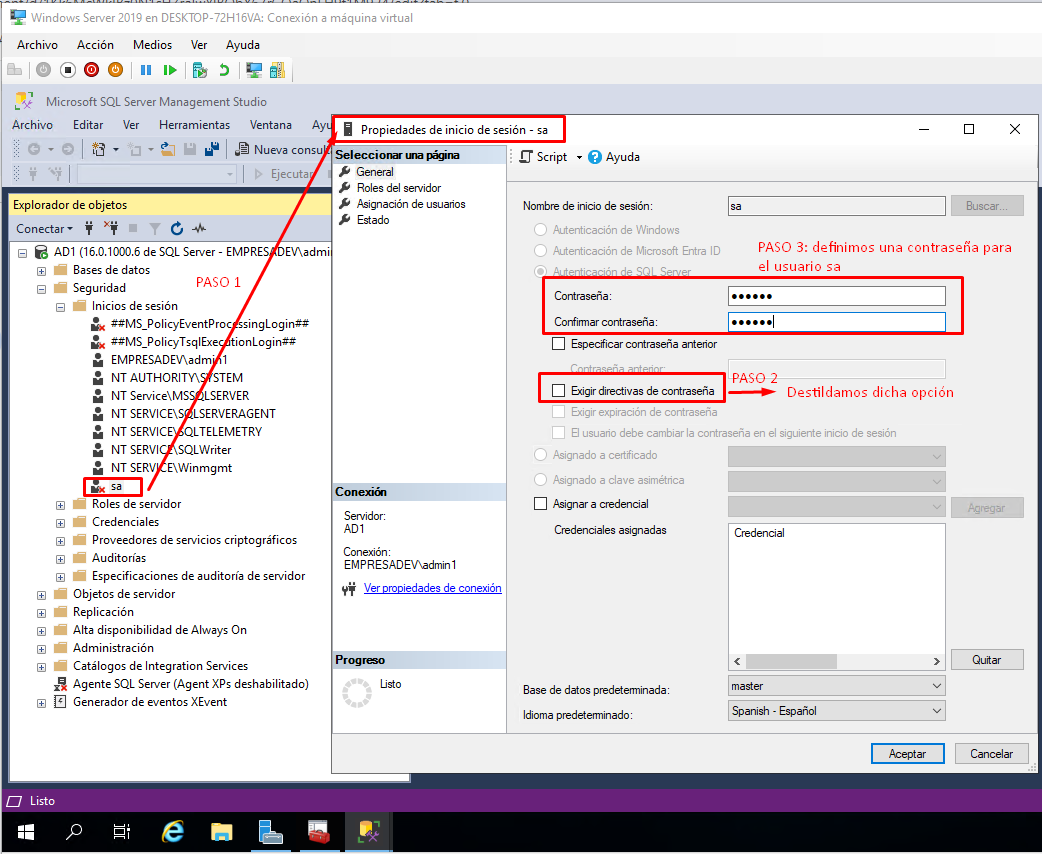 Windows Server 2019 en DESKTOP-72H16VA: Conexión a máquina virtual
Archivo Acción Medios Ver Ayuda
Microsoft SQL Server Management Studio
Archivo Editar Ver Herramientas Ventana Ayu
Nueva consult
Ejecutar
Explorador de objetos
Conectar
AD1 (16.0.1000.6 de SQL Server - EMPRESADEV\admin
Bases de datos
Seguridad
PASO 1
Inicios de sesión
##MS_PolicyEventProcessingLogin##
##MS_PolicyTsqlExecutionLogin##
EMPRESADEV\admin1
NT AUTHORITY\SYSTEM
NT Service\MSSQLSERVER
NT SERVICE\SQLSERVERAGENT
NT SERVICE\SQLTELEMETRY
NT SERVICE\SQLWriter
NT SERVICE\Winmgmt
sa
Roles de servidor
Credenciales
Proveedores de servicios criptográficos
Auditorías
Especificaciones de auditoría de servidor
Objetos de servidor
Replicación
Alta disponibilidad de Always On
Administración
Catálogos de Integration Services
Agente SQL Server (Agent XPs deshabilitado)
Generador de eventos XEvent
Propiedades de inicio de sesión - sa
Seleccionar una página
General
Roles del servidor
Asignación de usuarios
Estado
Conexión
Servidor:
AD1
Conexión:
EMPRESADEV\admin1
Ver propiedades de conexión
Progreso
Listo
Script Ayuda
Nombre de inicio de sesión: sa Buscar...
Autenticación de Windows
Autenticación de Microsoft Entra ID
Autenticación de SQL Server
PASO 3: definimos una contraseña para
el usuario sa
Contraseña: ●●●●●●
Confirmar contraseña: ●●●●●●
Especificar contraseña anterior
Contraseña anterior:
Exigir directivas de contraseña
PASO 2
Destildamos dicha opción
Exigir expiración de contraseña
El usuario debe cambiar la contraseña en el siguiente inicio de sesión
Asignado a certificado
Asignado a clave asimétrica
Asignar a credencial Agregar
Credenciales asignadas Credencial
Quitar
Base de datos predeterminada: master
Idioma predeterminado: Spanish - Español
Aceptar Cancelar
Listo